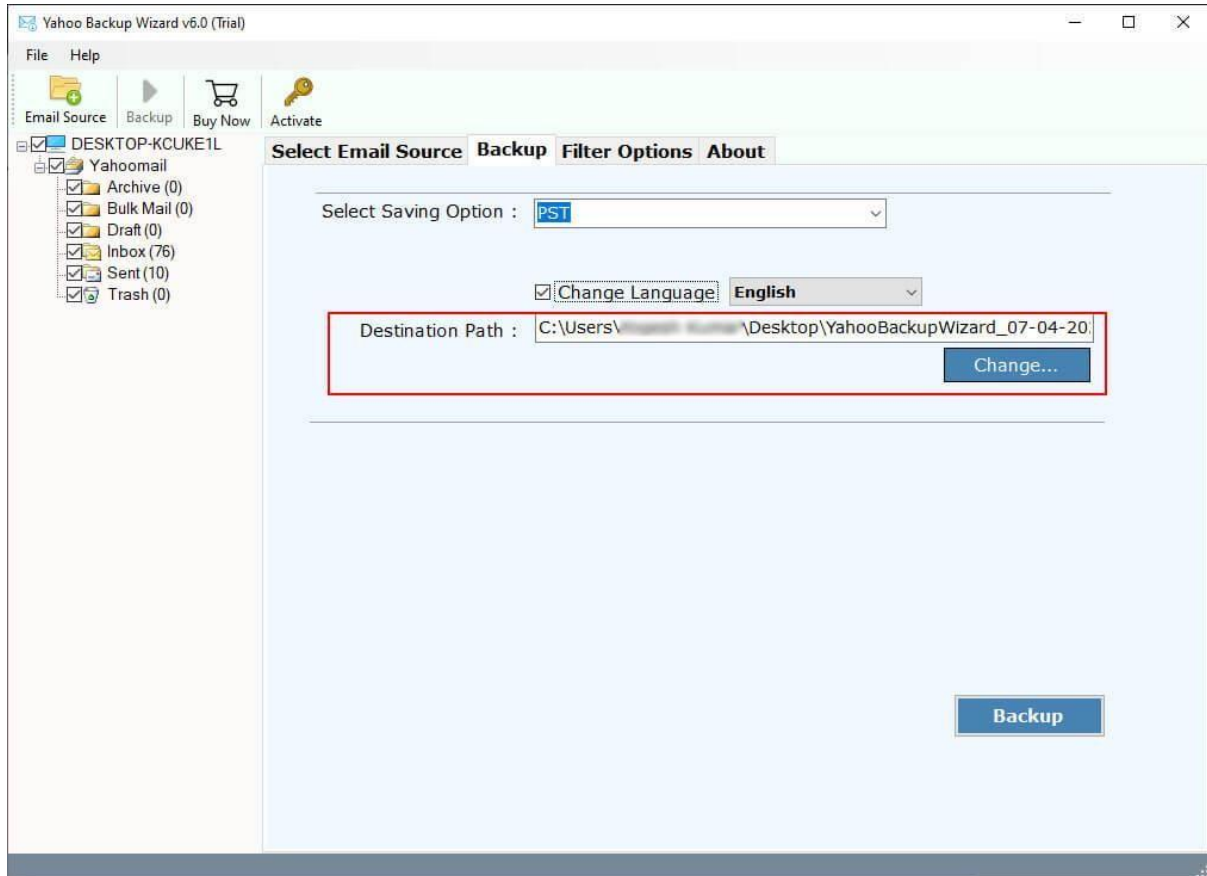 Yahoo Backup Wizard v6.0 (Trial)
File Help
Email Source Backup Buy Now Activate
DESKTOP-KCUKE1L
Yahoomail
Archive (0)
Bulk Mail (0)
Draft (0)
Inbox (76)
Sent (10)
Trash (0)
Select Email Source Backup Filter Options About
Select Saving Option : PST
Change Language English
Destination Path : C:\Users\ \Desktop\YahooBackupWizard_07-04-20
Change...
Backup